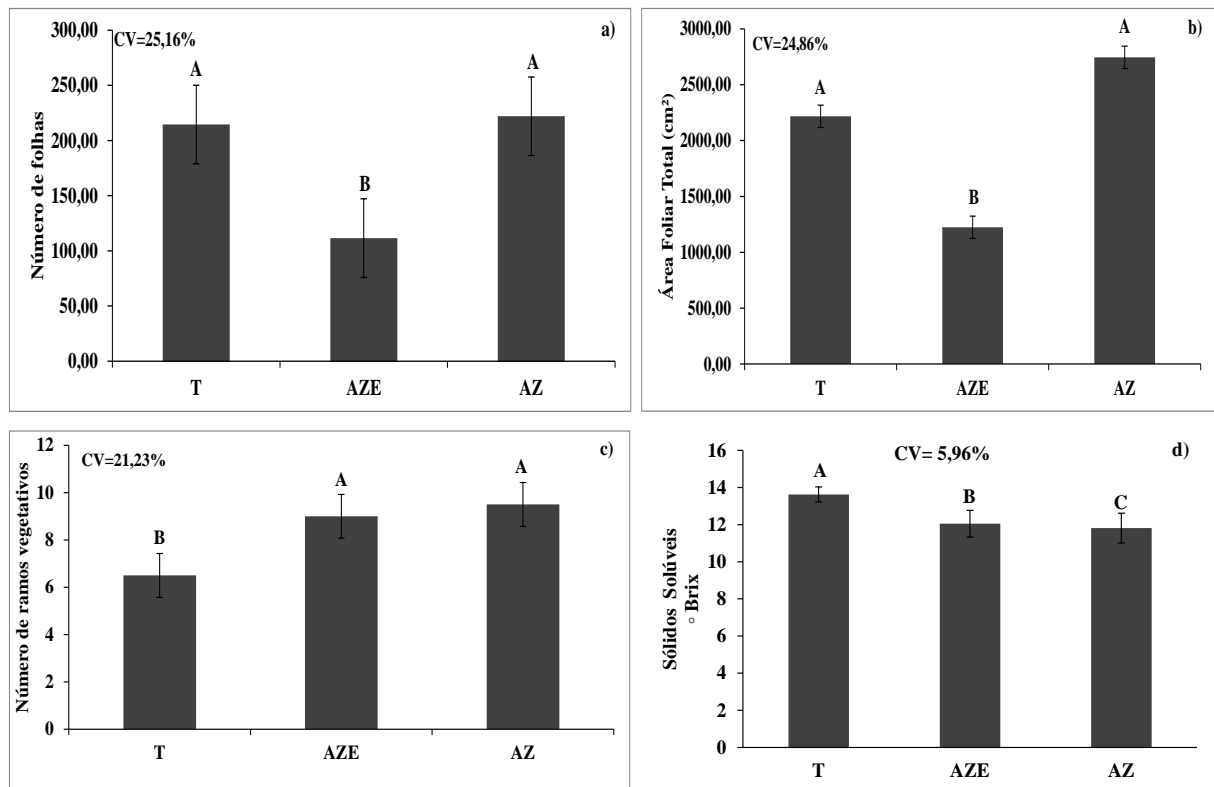 a)
CV=25,16%
Número de folhas
300,00
250,00
200,00
150,00
100,00
50,00
0,00
A
B
A
T AZE AZ
b)
CV=24,86%
Área Foliar Total (cm²)
3000,00
2500,00
2000,00
1500,00
1000,00
500,00
0,00
A
B
A
T AZE AZ
c)
CV=21,23%
Número de ramos vegetativos
12
10
8
6
4
2
0
B
A
A
T AZE AZ
d)
CV= 5,96%
Sólidos Solúveis
° Brix
16
14
12
10
8
6
4
2
0
A
B
C
T AZE AZ